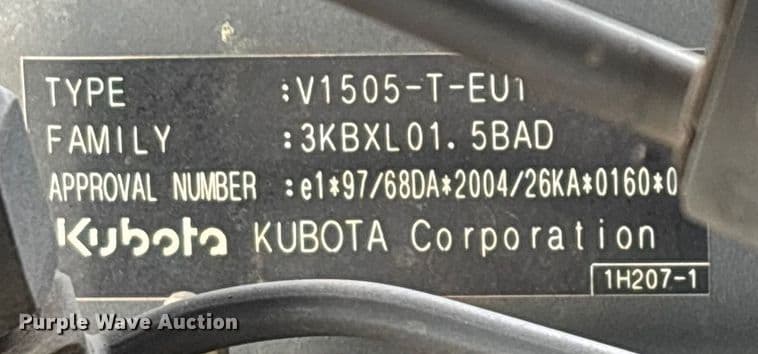 TYPE :V1505-T-EU1
FAMILY :3KBXL01.5BAD
APPROVAL NUMBER :e1*97/68DA*2004/26KA*0160*0
Kubota KUBOTA Corporation
1H207-1
Purple Wave Auction